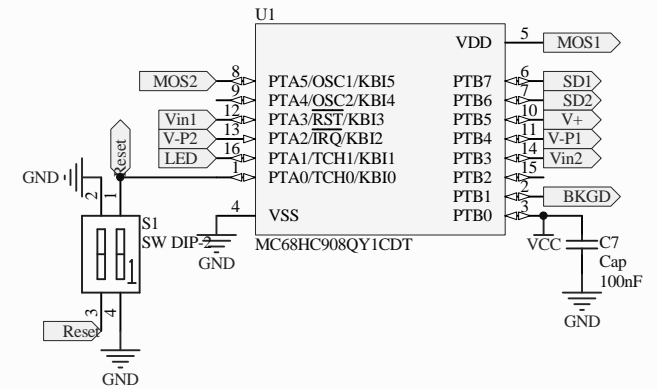 U1
VDD 5 MOS1
MOS2 8 PTA5/OSC1/KBI5 PTB7 6 SD1
9 PTA4/OSC2/KBI4 PTB6 7 SD2
Vin1 12 PTA3/RST/KBI3 PTB5 10 V+
V-P2 13 PTA2/IRQ/KBI2 PTB4 11 V-P1
LED 16 PTA1/TCH1/KBI1 PTB3 14 Vin2
Reset
GND 1 PTA0/TCH0/KBI0 PTB2 15
2 1
PTB1 2 BKGD
4 VSS PTB0 3
S1
SW DIP-2
MC68HC908QY1CDT
VCC
C7
Cap
100nF
GND
1
3 4
Reset
GND
GND